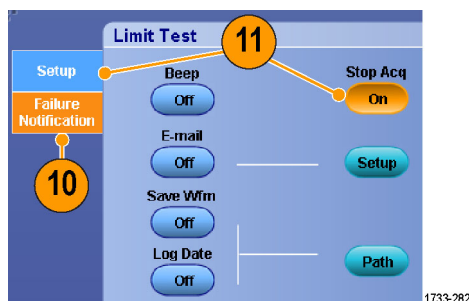 Limit Test
11
Setup
Beep
Stop Acq
Off
On
Failure
Notification
E-mail
Off
Setup
10
Save Wfm
Off
Log Date
Off
Path
1733-282